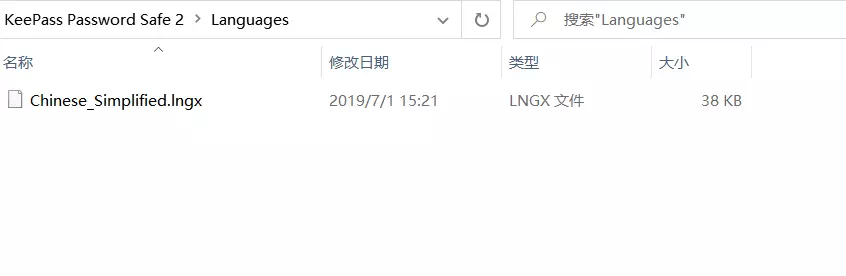 KeePass Password Safe 2 > Languages 搜索"Languages"
名称 修改日期 类型 大小
Chinese_Simplified.lngx 2019/7/1 15:21 LNGX 文件 38 KB